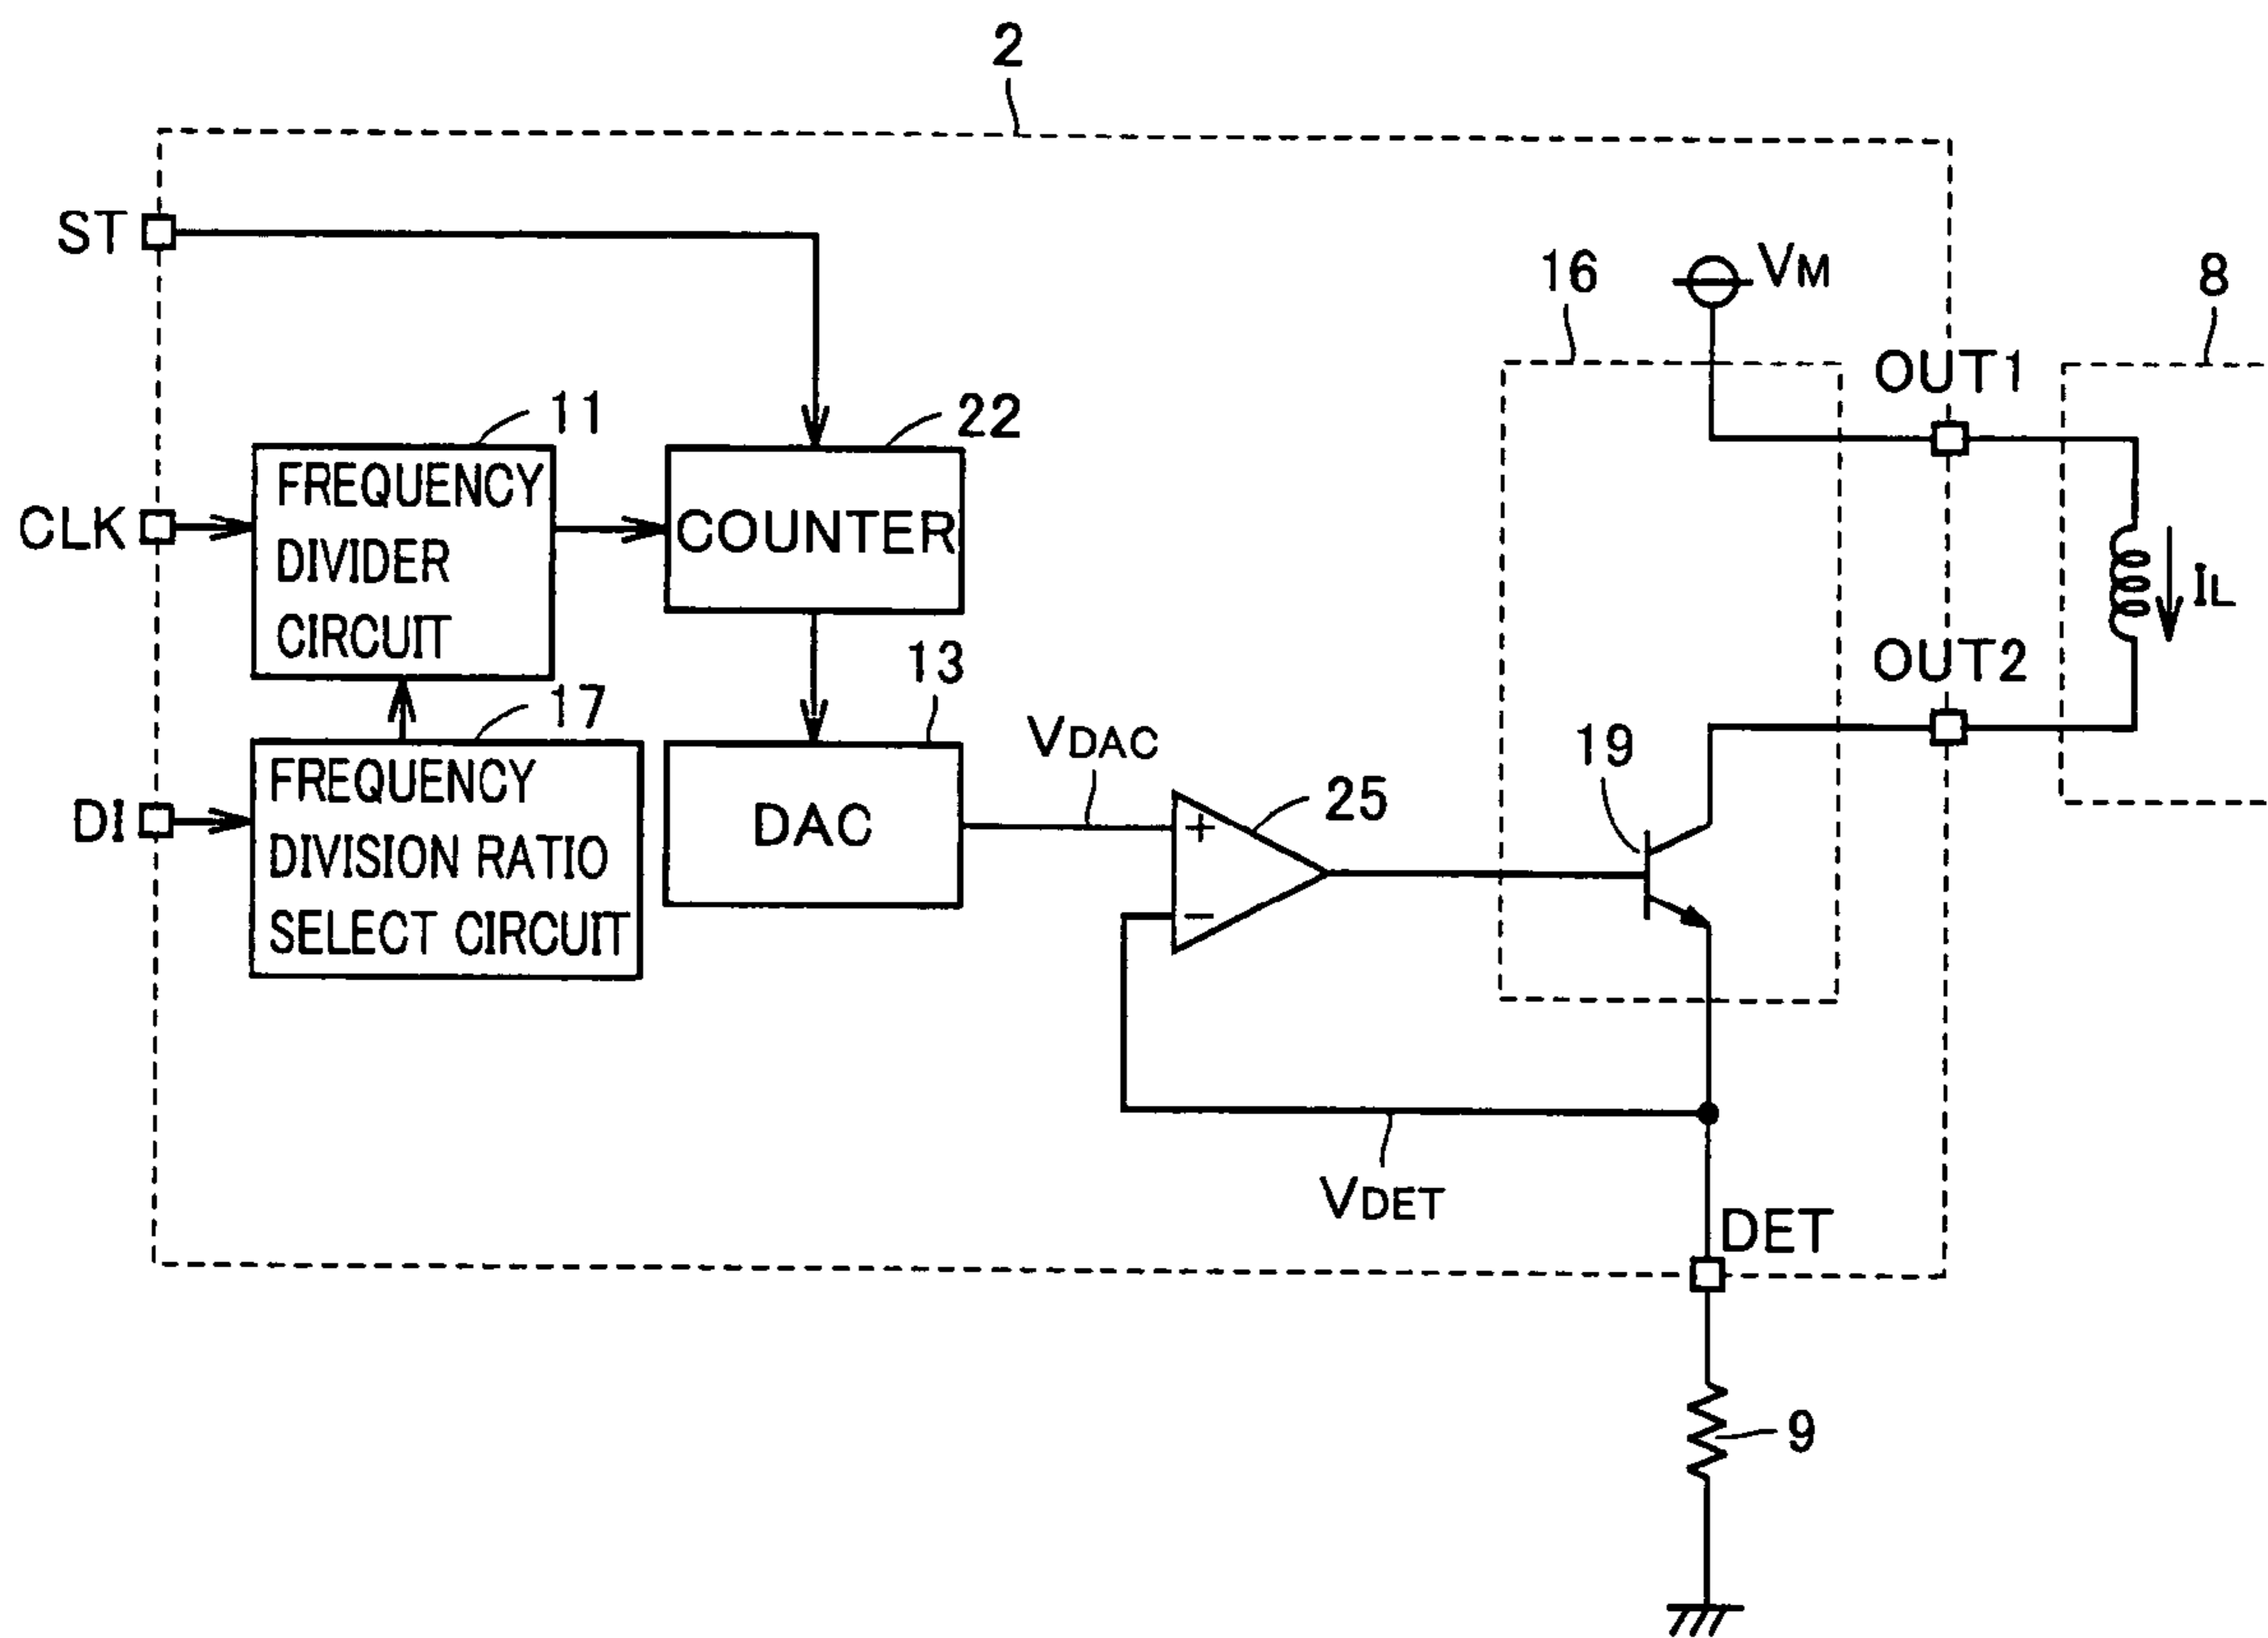 2
ST
16
VM
8
OUT1
11
22
FREQUENCY
DIVIDER
CIRCUIT
CLK
COUNTER
IL
OUT2
13
17
VDAC
19
25
DI
FREQUENCY
DIVISION RATIO
SELECT CIRCUIT
DAC
+
−
VDET
DET
9